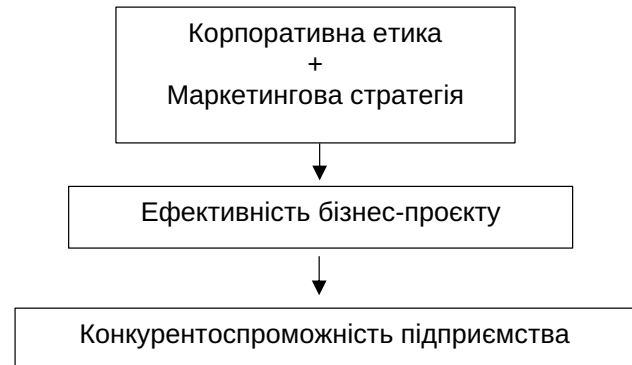 Корпоративна етика
+
Маркетингова стратегія
Ефективність бізнес-проєкту
Конкурентоспроможність підприємства